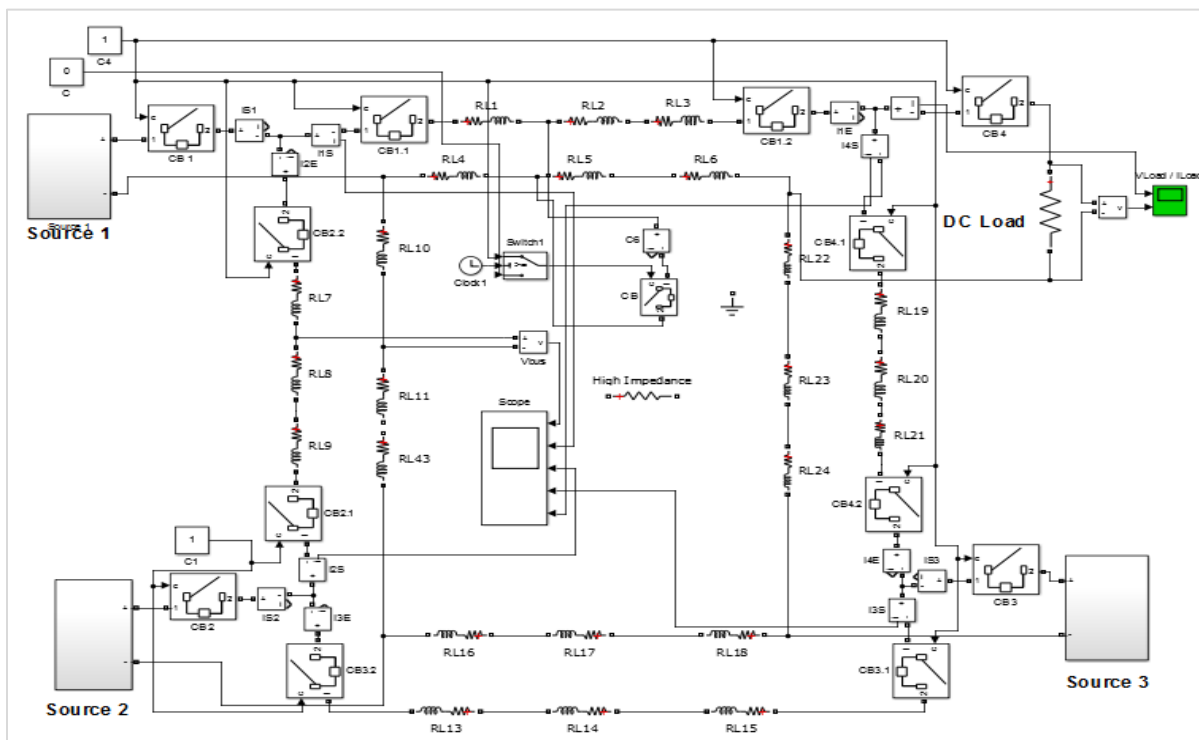 1
C4
0
C
CB 1
IS1
I1S
CB1.1
RL1
RL2
RL3
CB1.2
I1E
CB4
I2E
RL4
RL5
RL6
I4S
VLoad / ILoad
Source 1
CB2.2
RL10
C6
Switch1
Clock1
CB
RL22
CB4.1
DC Load
RL7
RL19
Vbus
RL8
RL11
High Impedance
RL23
RL20
Scope
RL9
RL43
RL24
RL21
CB2.1
CB4.2
1
C1
I2S
I4E
IS3
CB3
CB2
IS2
I3E
I3S
Source 2
RL16
RL17
RL18
CB3.2
CB3.1
Source 3
RL13
RL14
RL15